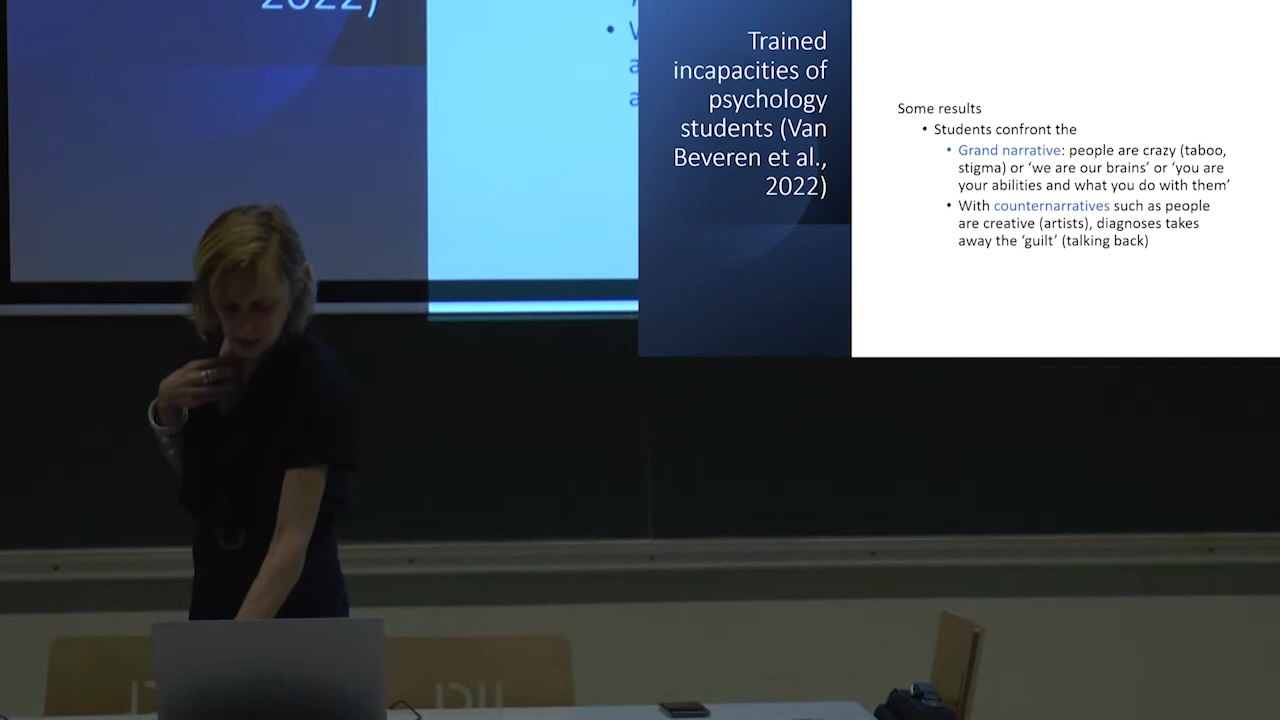 2022)
Trained
incapacities of
psychology
students (Van
Beveren et al.,
2022)
Some results
• Students confront the
• Grand narrative: people are crazy (taboo,
stigma) or ‘we are our brains’ or ‘you are
your abilities and what you do with them’
• With counternarratives such as people
are creative (artists), diagnoses takes
away the ‘guilt’ (talking back)